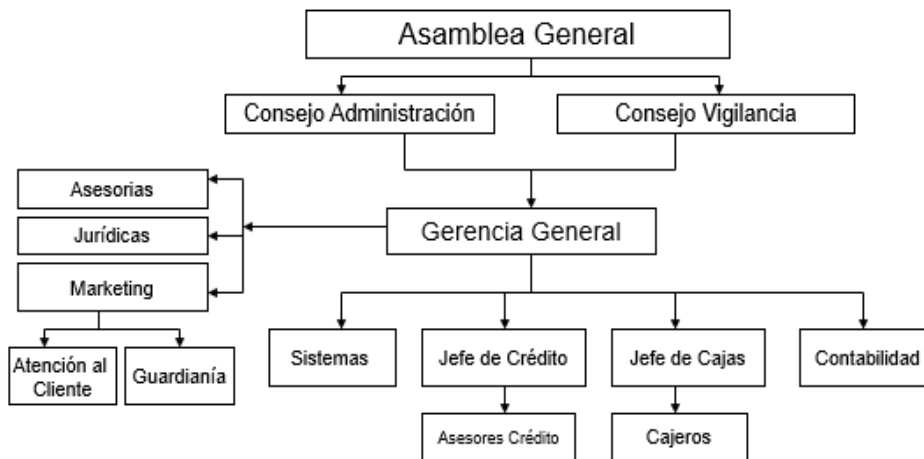 Asamblea General
Consejo Administración
Consejo Vigilancia
Asesorias
Jurídicas
Gerencia General
Marketing
Sistemas
Jefe de Crédito
Jefe de Cajas
Contabilidad
Atención al
Cliente
Guardianía
Asesores Crédito
Cajeros